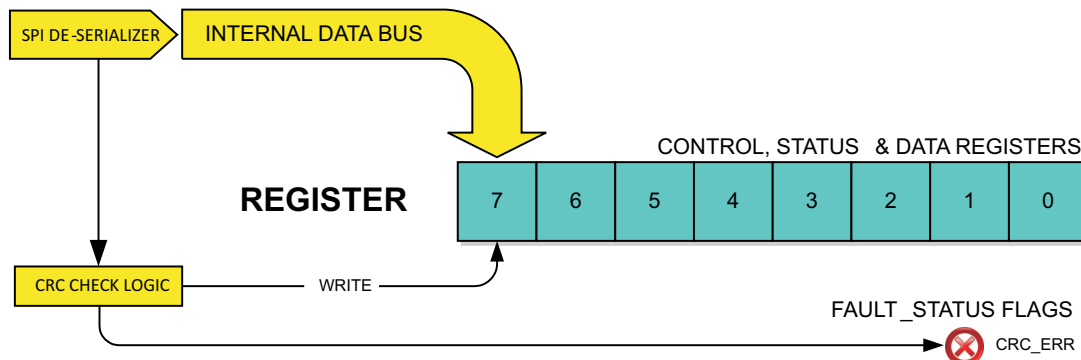 SPI DE-SERIALIZER
INTERNAL DATA BUS
CONTROL, STATUS & DATA REGISTERS
REGISTER
7 6 5 4 3 2 1 0
CRC CHECK LOGIC
WRITE
FAULT_STATUS FLAGS
CRC_ERR